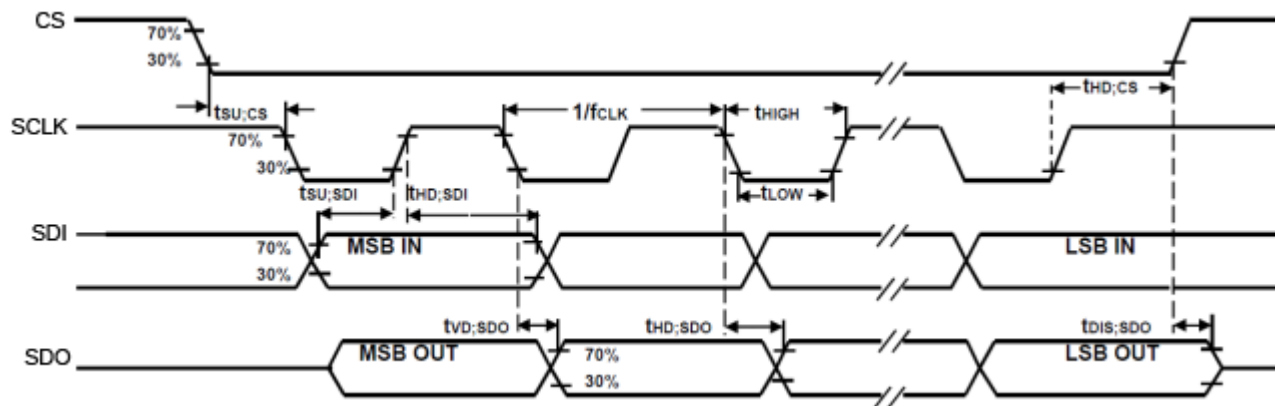 CS
70%
30%
tHD;CS
tSU;CS
1/fCLK
tHIGH
SCLK
70%
30%
tLOW
tSU;SDI
tHD;SDI
SDI
70%
MSB IN
LSB IN
30%
tVD;SDO
tHD;SDO
tDIS;SDO
SDO
MSB OUT
70%
LSB OUT
30%